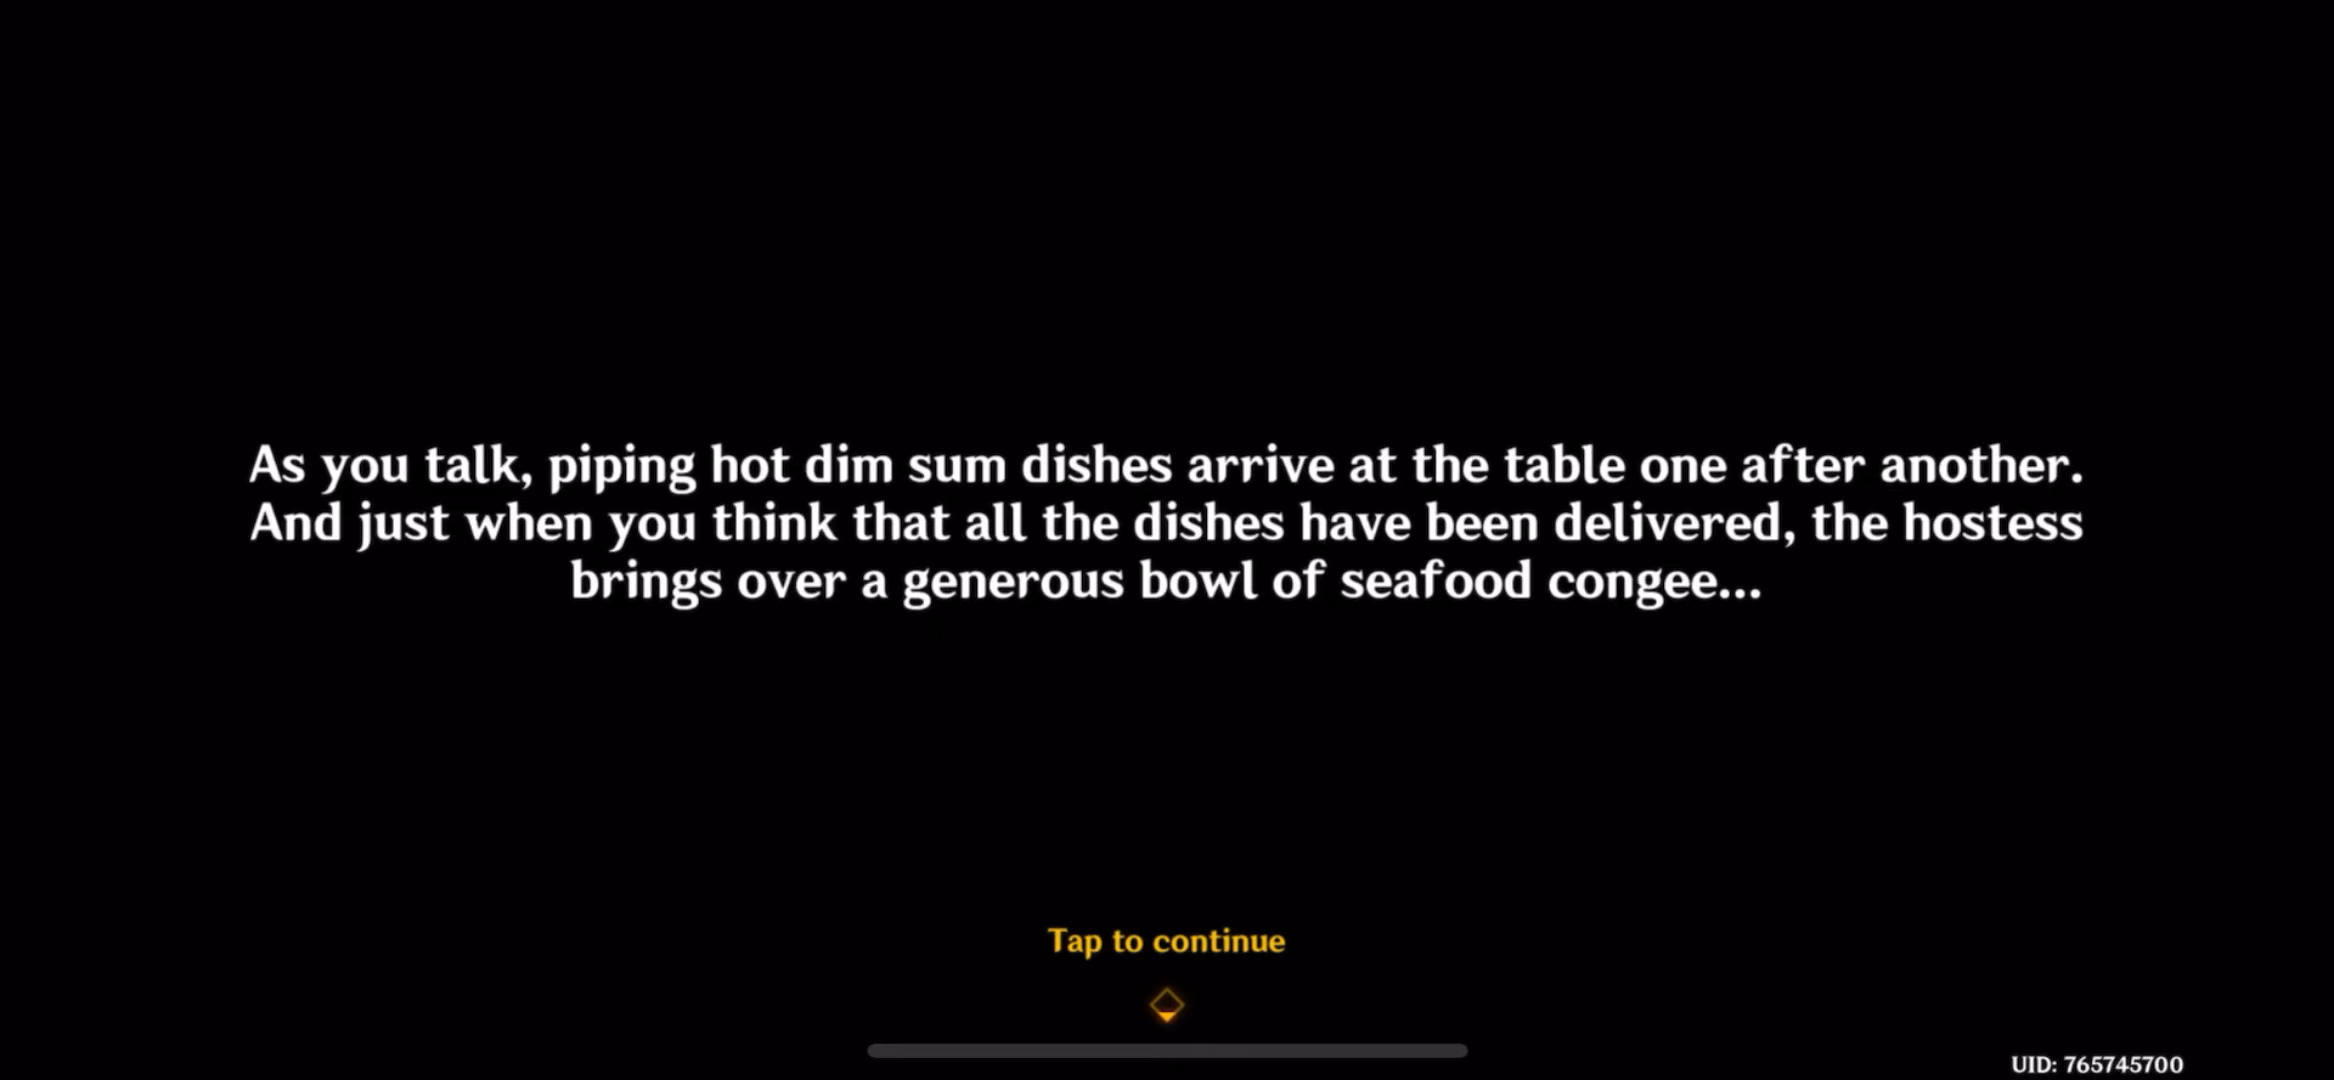 As you talk, piping hot dim sum dishes arrive at the table one after another.
And just when you think that all the dishes have been delivered, the hostess
brings over a generous bowl of seafood congee...
Tap to continue
UID: 765745700